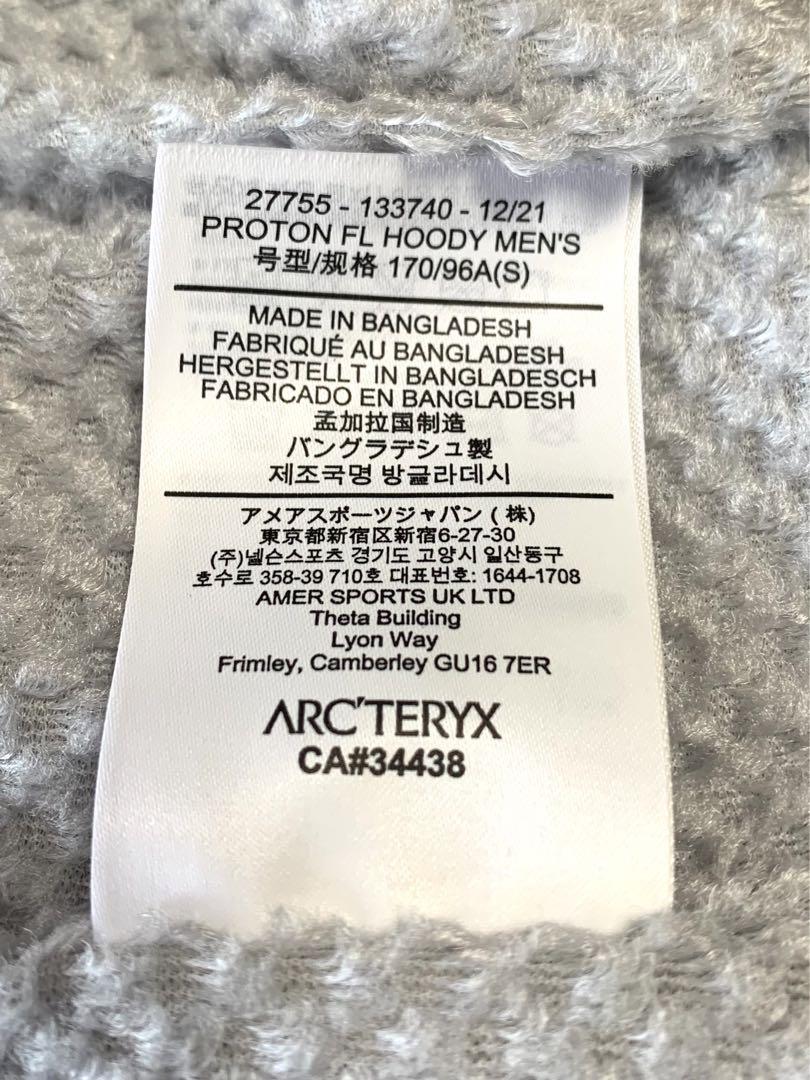 27755 - 133740 - 12/21
PROTON FL HOODY MEN'S
号型/规格 170/96A(S)
MADE IN BANGLADESH
FABRIQUÉ AU BANGLADESH
HERGESTELLT IN BANGLADESCH
FABRICADO EN BANGLADESH
孟加拉国制造
バングラデシュ製
제조국명 방글라데시
アメアスポーツジャパン (株)
東京都新宿区新宿6-27-30
(주)넬슨스포츠 경기도 고양시 일산동구
호수로 358-39 710호 대표번호: 1644-1708
AMER SPORTS UK LTD
Theta Building
Lyon Way
Frimley, Camberley GU16 7ER
ARC'TERYX
CA#34438